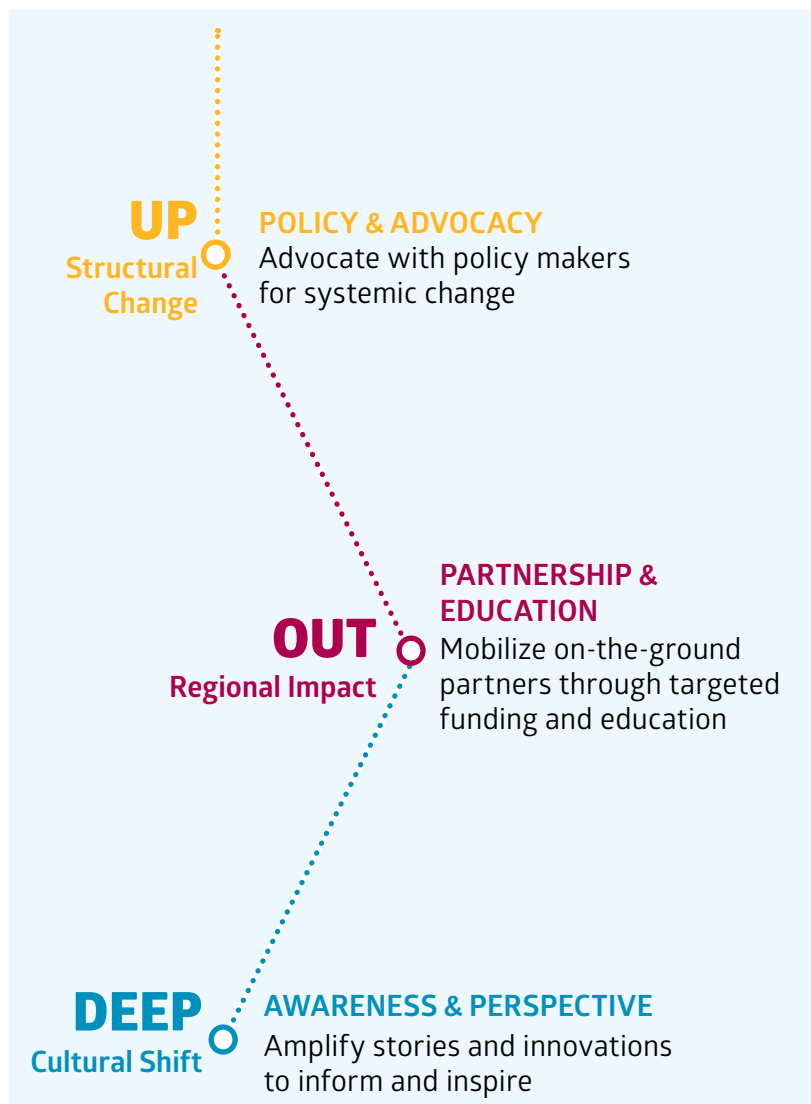 UP
Structural
Change
POLICY & ADVOCACY
Advocate with policy makers
for systemic change
OUT
Regional Impact
PARTNERSHIP &
EDUCATION
Mobilize on-the-ground
partners through targeted
funding and education
DEEP
Cultural Shift
AWARENESS & PERSPECTIVE
Amplify stories and innovations
to inform and inspire